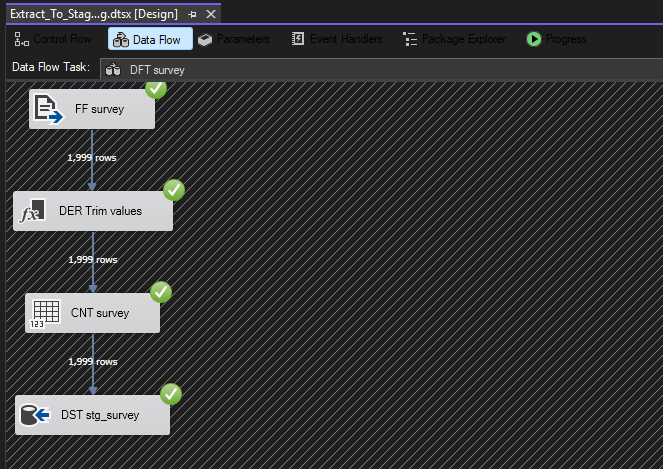 Extract_To_Stag...g.dtsx [Design]
Control Flow Data Flow Parameters Event Handlers Package Explorer Progress
Data Flow Task: DFT survey
FF survey
1,999 rows
fx DER Trim values
1,999 rows
123 CNT survey
1,999 rows
DST stg_survey